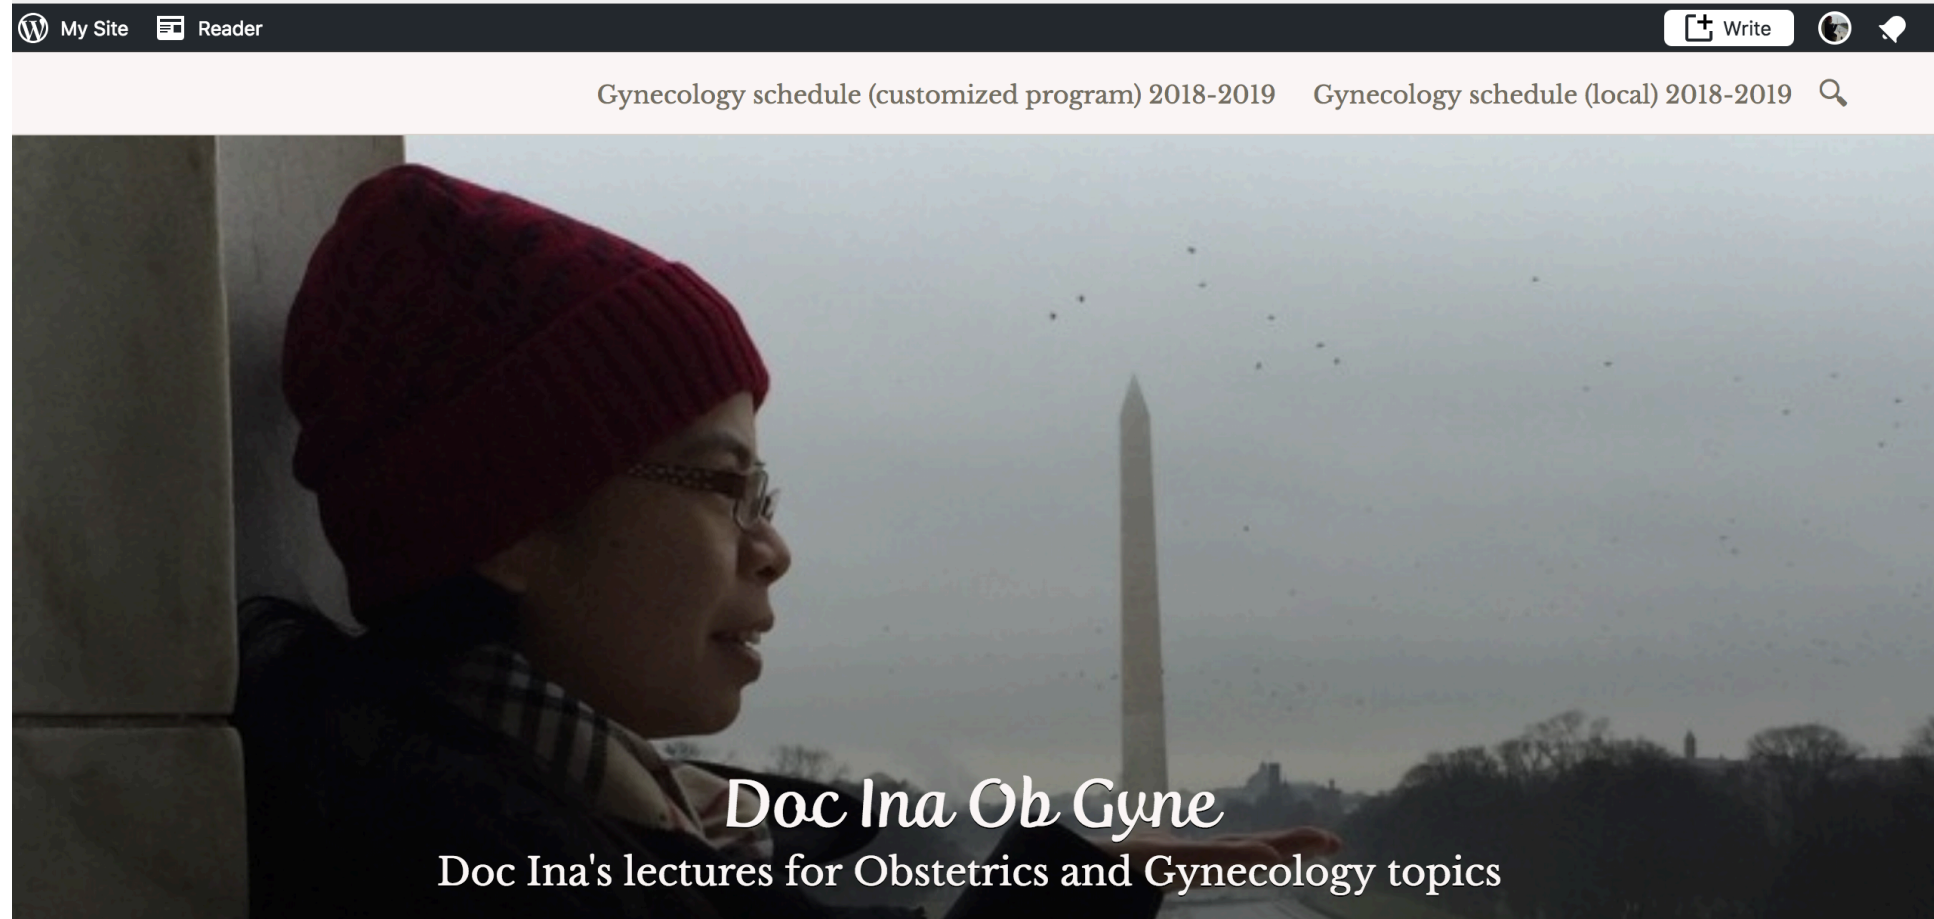 My Site Reader Write
Gynecology schedule (customized program) 2018-2019 Gynecology schedule (local) 2018-2019
Doc Ina Ob Gyne
Doc Ina's lectures for Obstetrics and Gynecology topics